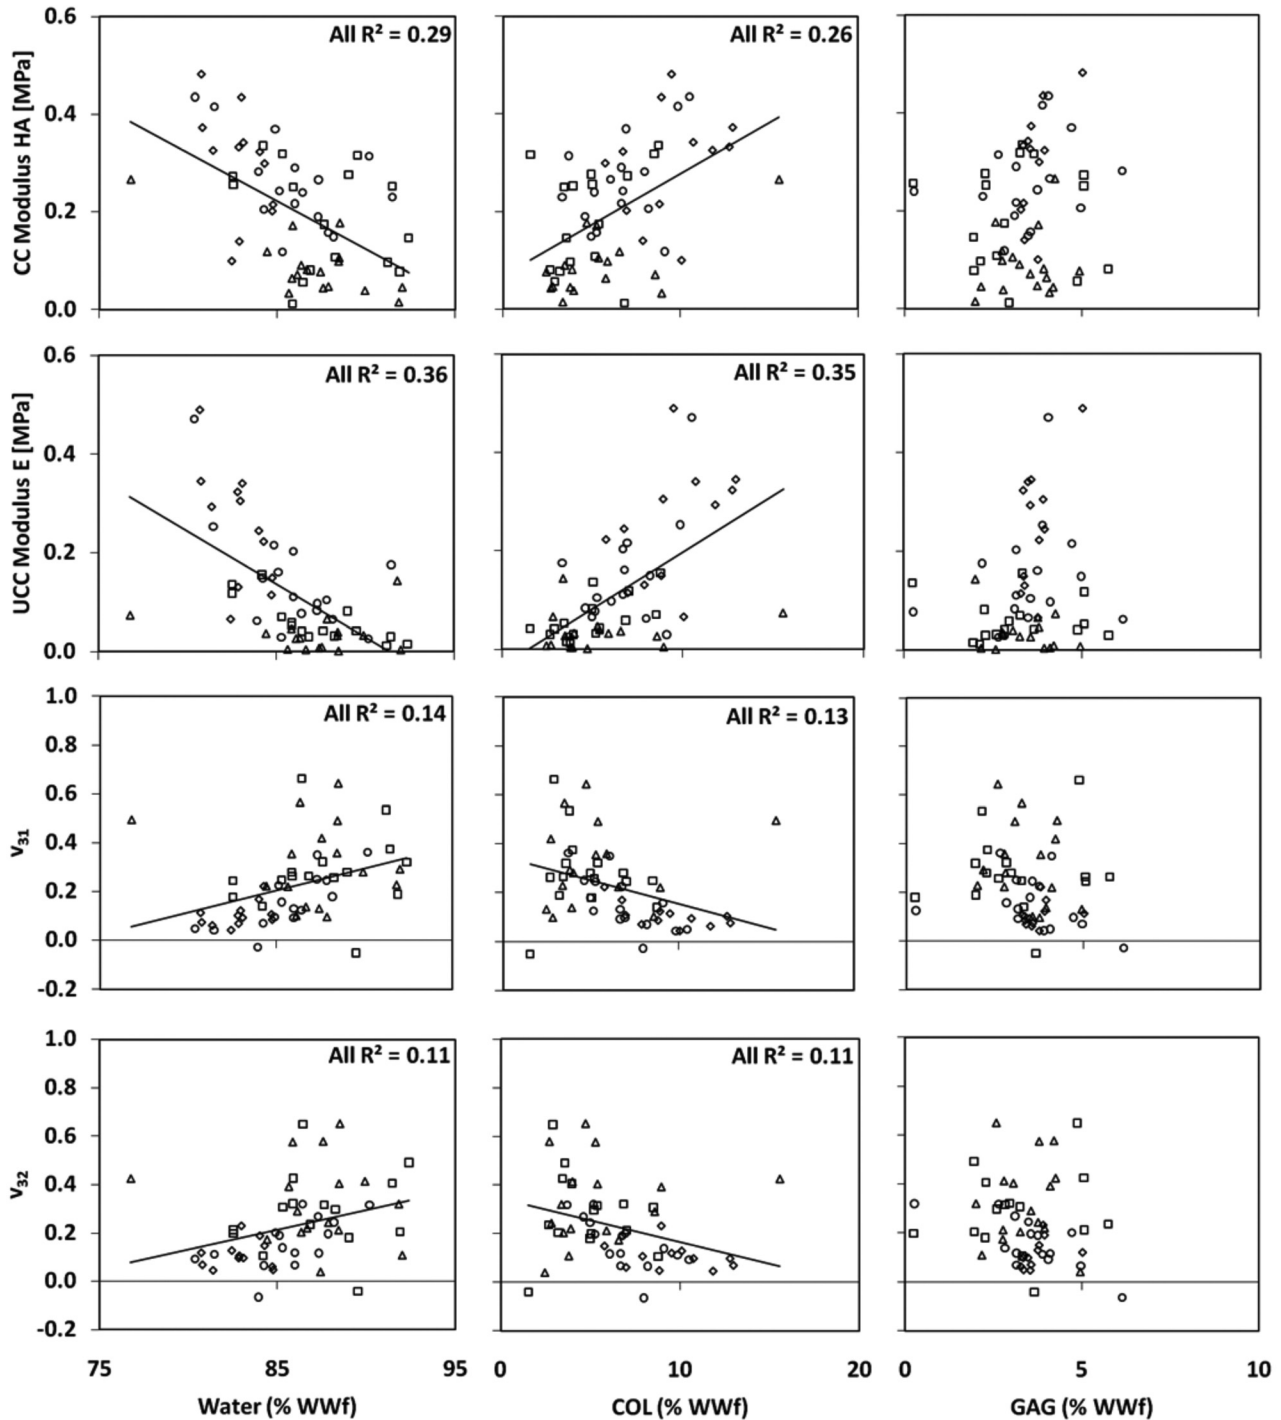 0.6
0.4
0.2
0.0
CC Modulus HA [MPa]
All R² = 0.29
All R² = 0.26
0.6
0.4
0.2
0.0
UCC Modulus E [MPa]
All R² = 0.36
All R² = 0.35
1.0
0.8
0.6
0.4
0.2
0.0
-0.2
v₃₁
All R² = 0.14
All R² = 0.13
1.0
0.8
0.6
0.4
0.2
0.0
-0.2
v₃₂
All R² = 0.11
All R² = 0.11
75 85 95
0 10 20
0 5 10
Water (% WWf)
COL (% WWf)
GAG (% WWf)